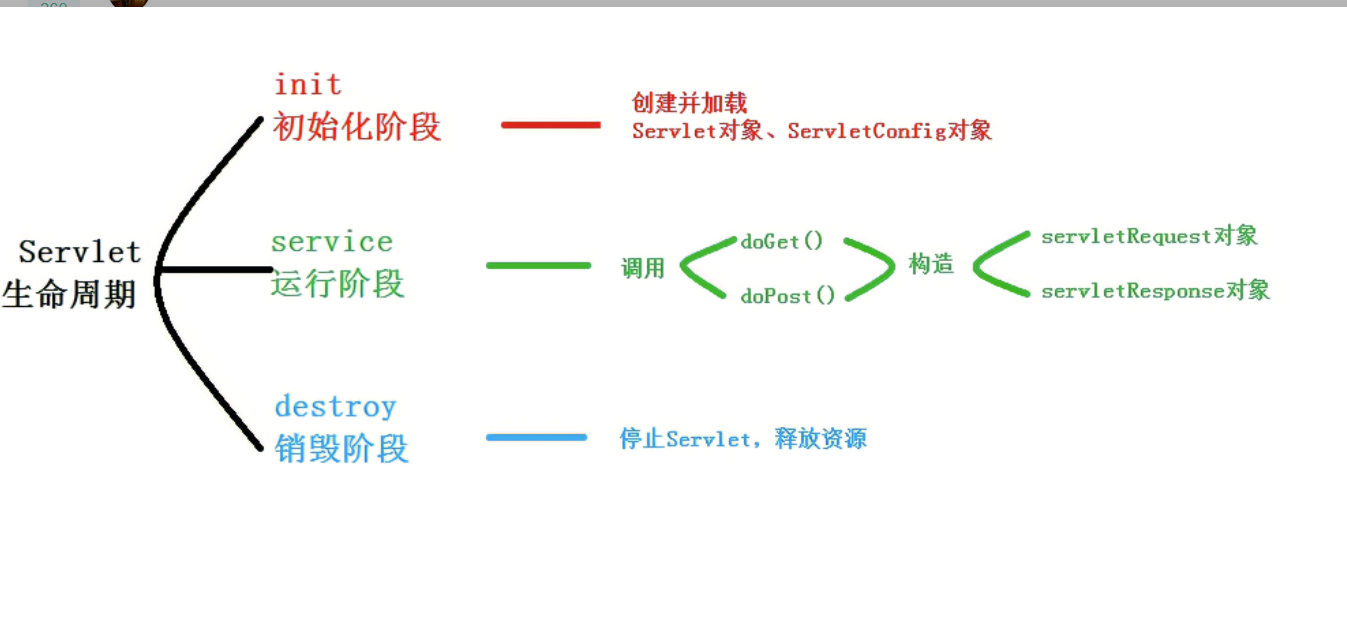 init
初始化阶段
创建并加载
Servlet对象、ServletConfig对象
Servlet
生命周期
service
运行阶段
调用
doGet()
doPost()
构造
servletRequest对象
servletResponse对象
destroy
销毁阶段
停止Servlet，释放资源